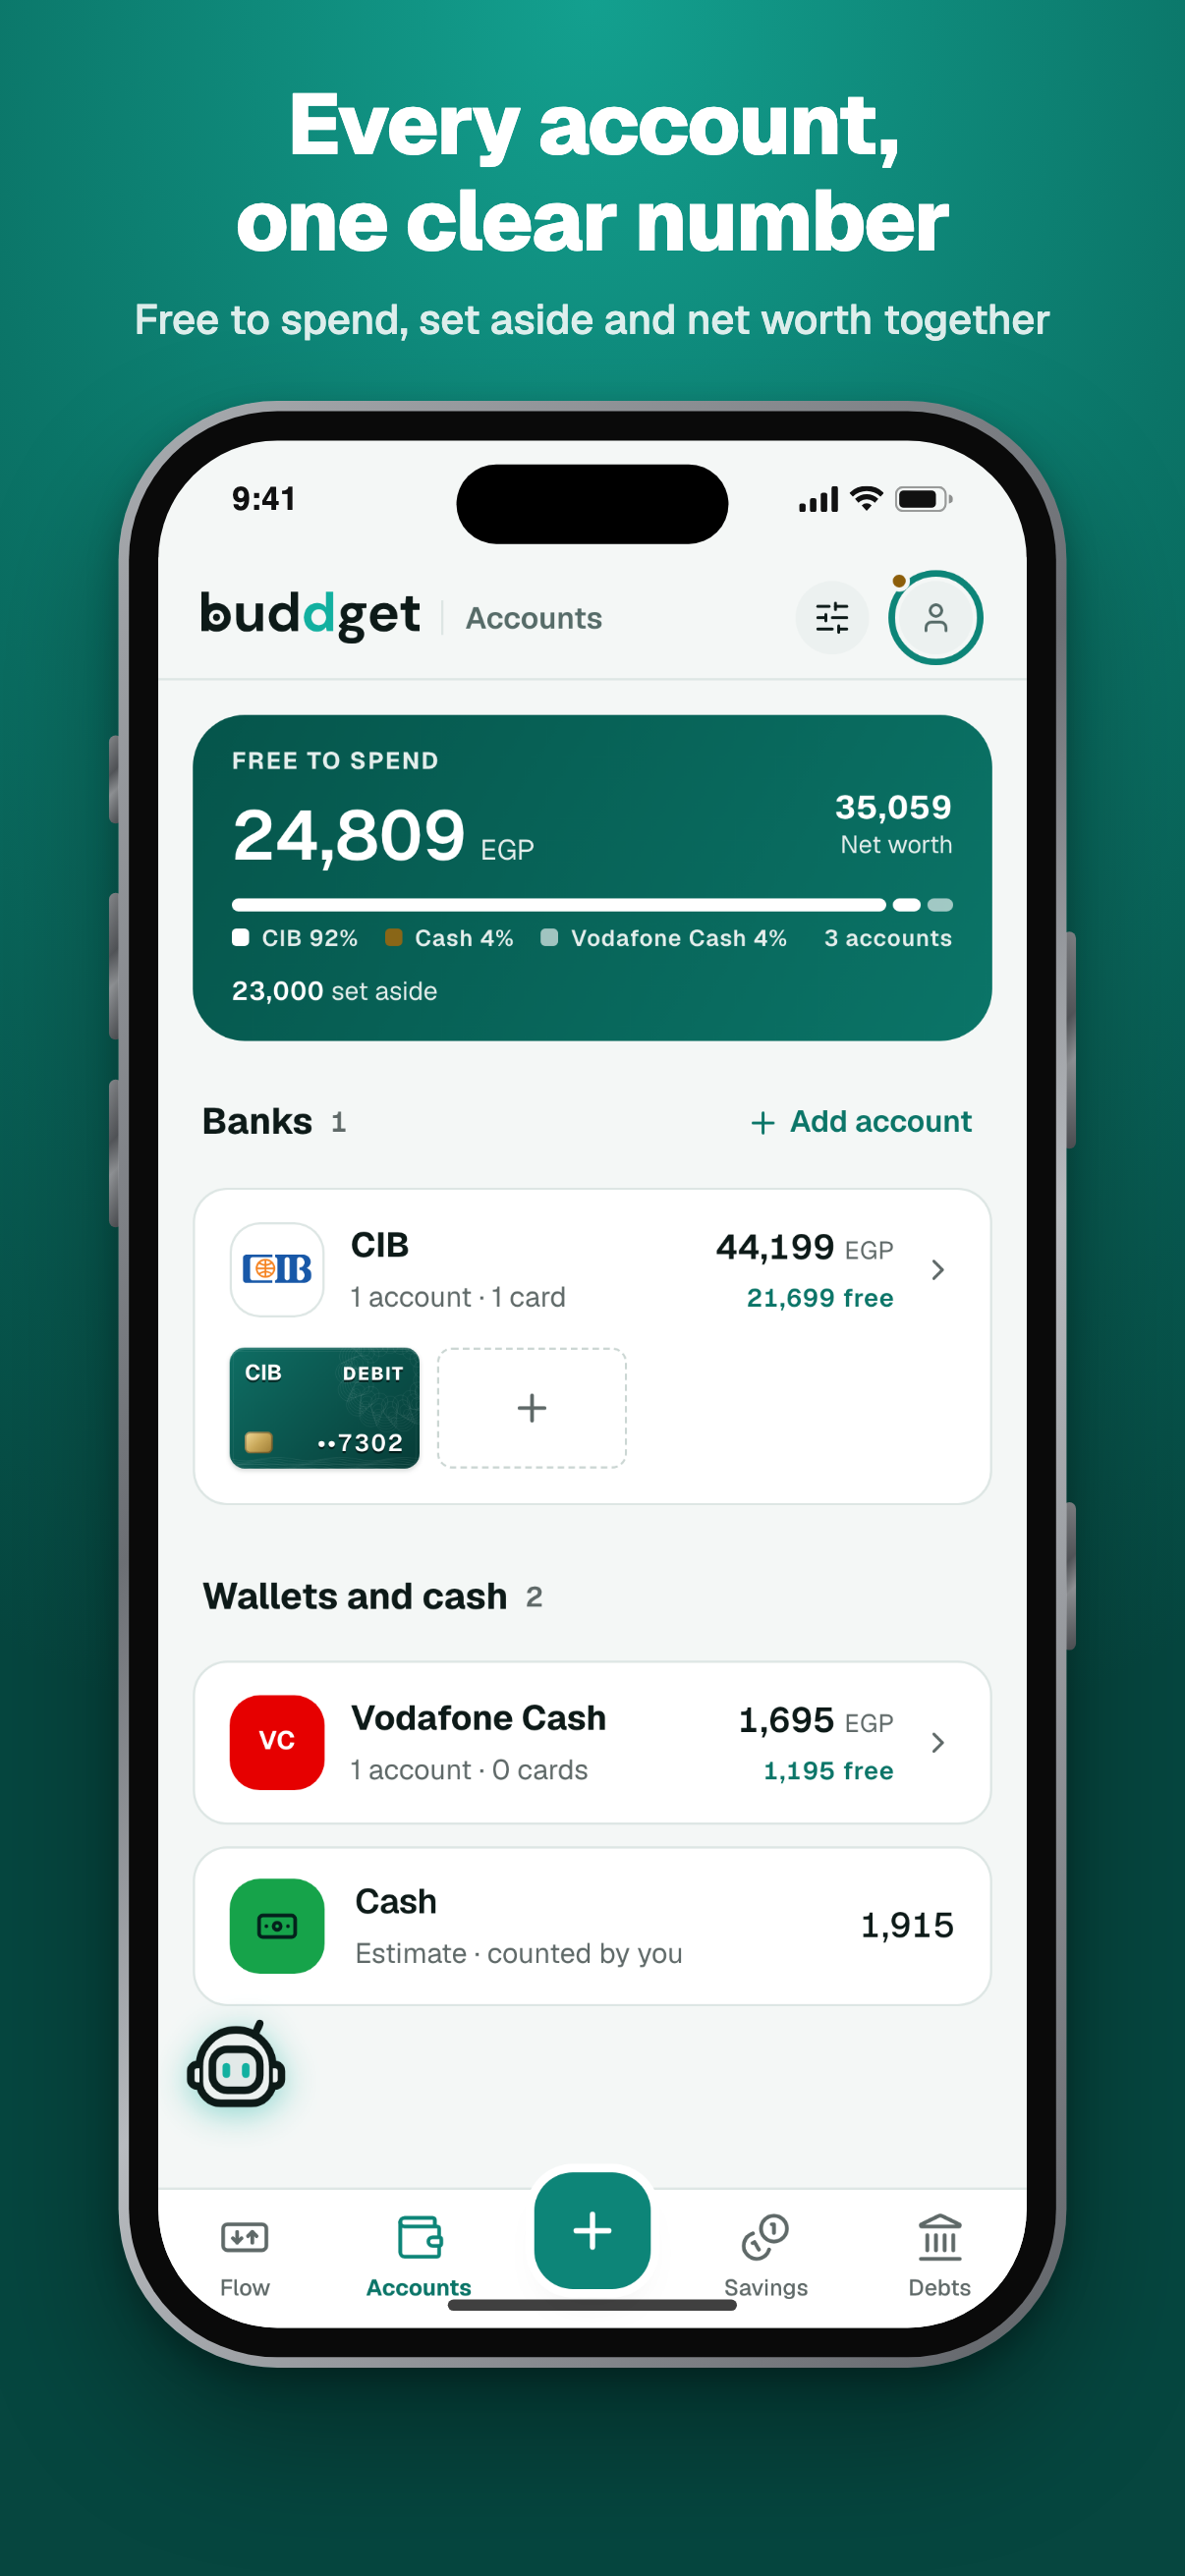 Every account,
one clear number
Free to spend, set aside and net worth together
9:41
buddget Accounts
FREE TO SPEND
24,809 EGP
35,059
Net worth
CIB 92% Cash 4% Vodafone Cash 4% 3 accounts
23,000 set aside
Banks 1
+ Add account
CIB
CIB
1 account · 1 card
44,199 EGP
21,699 free
CIB DEBIT
••7302
Wallets and cash 2
VC
Vodafone Cash
1 account · 0 cards
1,695 EGP
1,195 free
Cash
Estimate · counted by you
1,915
Flow
Accounts
Savings
Debts